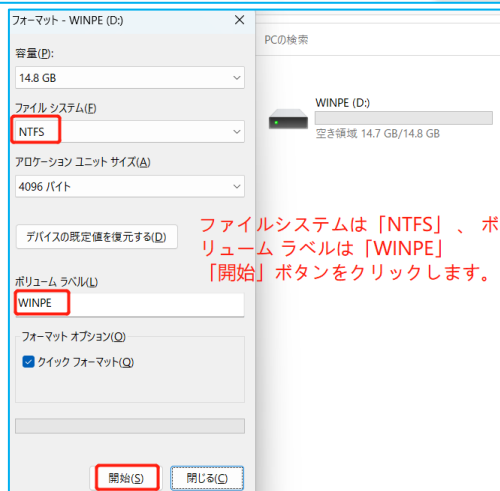 フォーマット - WINPE (D:)
容量(P):
14.8 GB
ファイル システム(F)
NTFS
アロケーション ユニット サイズ(A)
4096 バイト
デバイスの既定値を復元する(D)
ボリューム ラベル(L)
WINPE
フォーマット オプション(O)
クイック フォーマット(Q)
開始(S)
閉じる(C)
PCの検索
WINPE (D:)
空き領域 14.7 GB/14.8 GB
ファイルシステムは「NTFS」 、 ボ
リューム ラベルは「WINPE」
「開始」ボタンをクリックします。